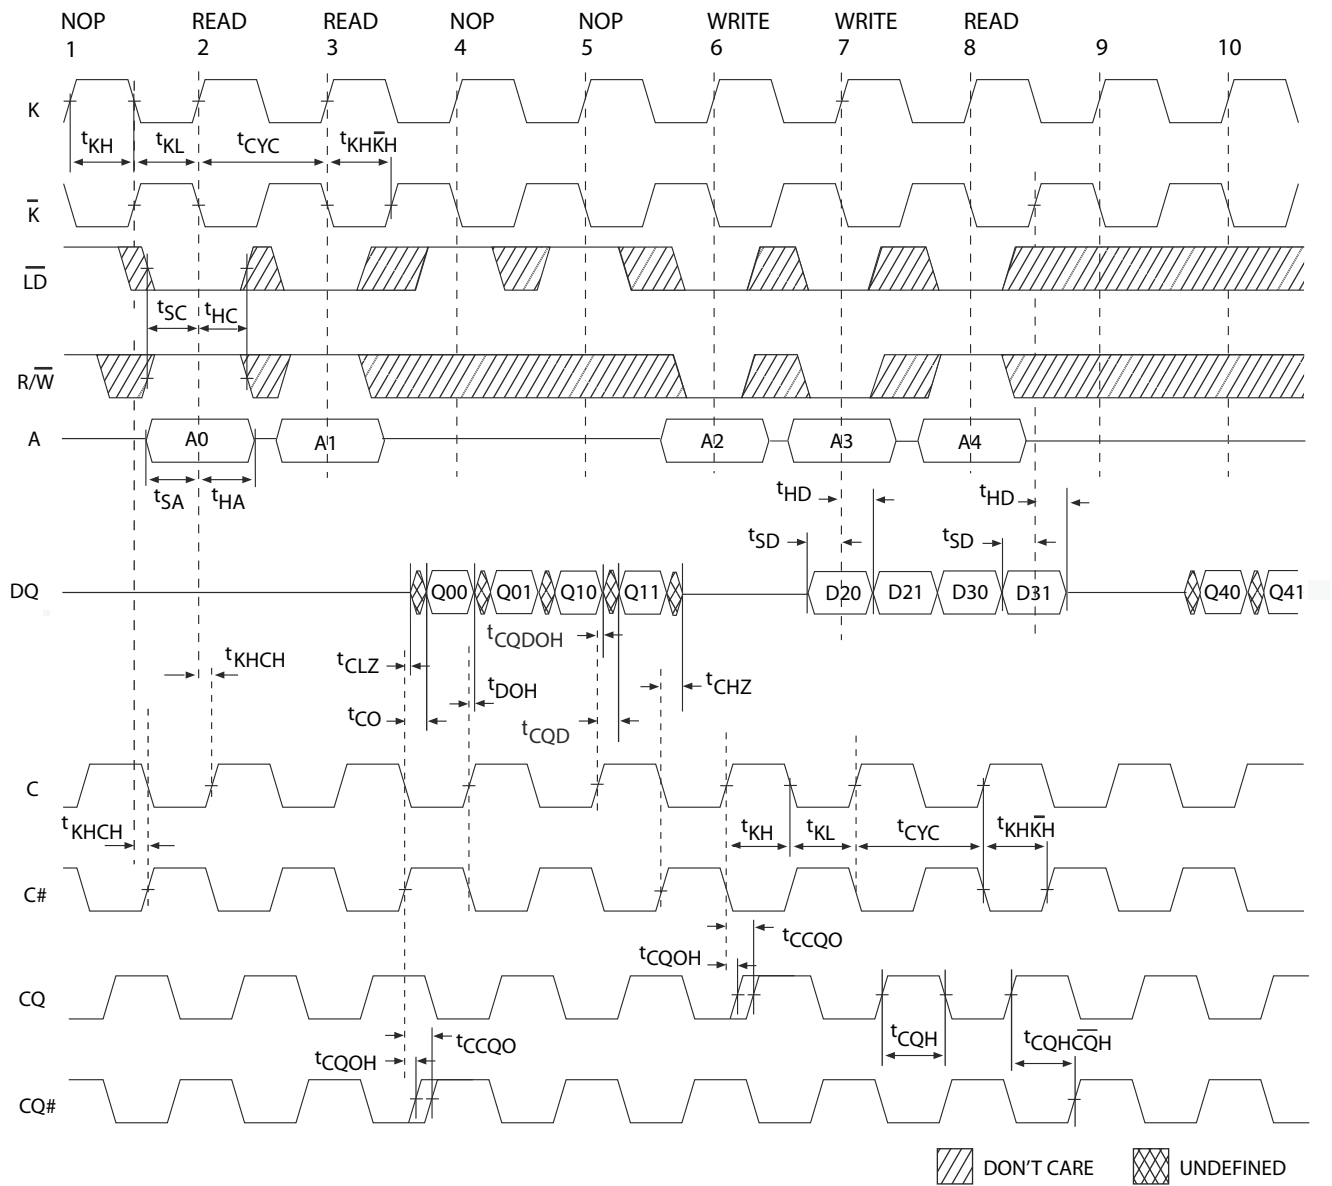 NOP READ READ NOP NOP WRITE WRITE READ
1 2 3 4 5 6 7 8 9 10
K
tKH tKL tCYC tKHK̅H
K̅
L̅D̅
tSC tHC
R/W̅
A A0 A1 A2 A3 A4
tSA tHA tHD tHD
tSD tSD
DQ Q00 Q01 Q10 Q11 D20 D21 D30 D31 Q40 Q41
tCQDOH
tKHCH tCLZ tDOH tCHZ
tCO tCQD
C
tKHCH tKH tKL tCYC tKHK̅H
C#
tCCQO
tCQOH
CQ
tCCQO tCQH tCQHC̅Q̅H
tCQOH
CQ#
DON'T CARE UNDEFINED